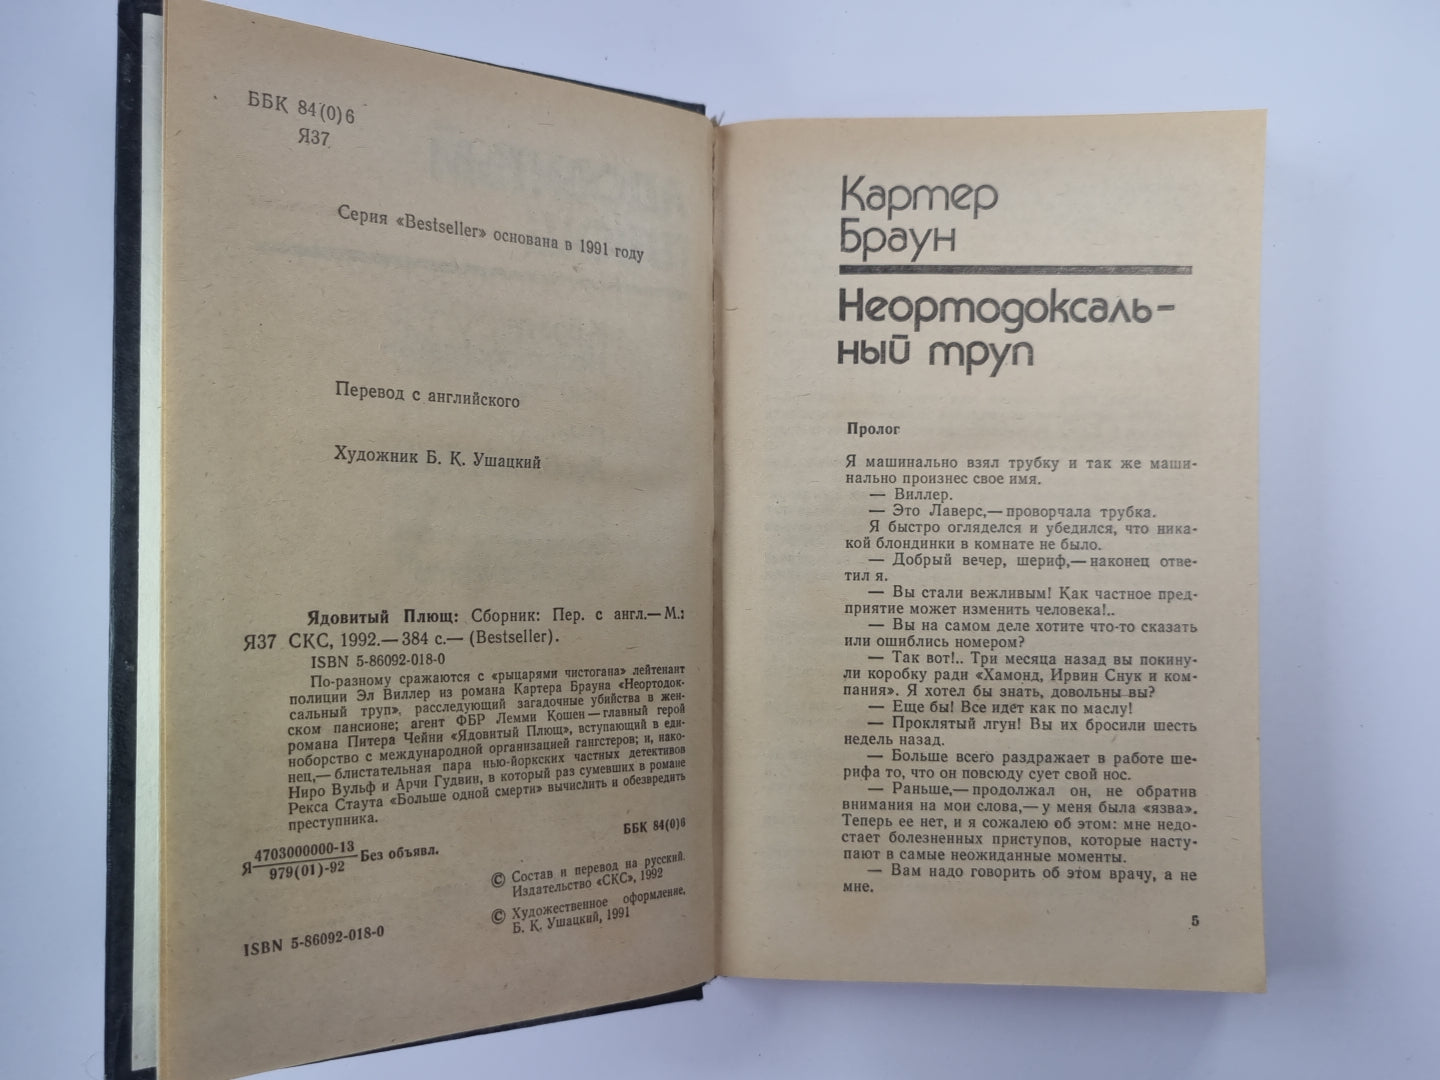 ББК 84(0)6
Я37
Серия «Bestseller» основана в 1991 году
Перевод с английского
Художник Б. К. Ушацкий
Ядовитый Плющ: Сборник: Пер. с англ.— М.:
Я37 СКС, 1992.— 384 с.— (Bestseller).
ISBN 5-86092-018-0
По-разному сражаются с «рыцарями чистогана» лейтенант
полиции Эл Виллер из романа Картера Брауна «Неортодок-
сальный труп», расследующий загадочные убийства в жен-
ском пансионе; агент ФБР Лемми Кошен — главный герой
романа Питера Чейни «Ядовитый Плющ», вступающий в еди-
ноборство с международной организацией гангстеров; и, нако-
нец,— блистательная пара нью-йоркских частных детективов
Ниро Вульф и Арчи Гудвин, в который раз сумевших в романе
Рекса Стаута «Больше одной смерти» вычислить и обезвредить
преступника.
ББК 84(0)6
Я 4703000000-13 Без объявл.
979(01)-92
© Состав и перевод на русский.
Издательство «СКС», 1992
© Художественное оформление.
Б. К. Ушацкий, 1991
ISBN 5-86092-018-0
Картер
Браун
Неортодоксаль-
ный труп
Пролог
Я машинально взял трубку и так же маши-
нально произнес свое имя.
— Виллер.
— Это Лаверс,— проворчала трубка.
Я быстро огляделся и убедился, что ника-
кой блондинки в комнате не было.
— Добрый вечер, шериф,— наконец отве-
тил я.
— Вы стали вежливым! Как частное пред-
приятие может изменить человека!..
— Вы на самом деле хотите что-то сказать
или ошиблись номером?
— Так вот!.. Три месяца назад вы покину-
ли коробку ради «Хамонд, Ирвин Снук и ком-
пания». Я хотел бы знать, довольны вы?
— Еще бы! Все идет как по маслу!
— Проклятый лгун! Вы их бросили шесть
недель назад.
— Больше всего раздражает в работе ше-
рифа то, что он повсюду сует свой нос.
— Раньше,— продолжал он, не обратив
внимания на мои слова,— у меня была «язва».
Теперь ее нет, и я сожалею об этом: мне недо-
стает болезненных приступов, которые насту-
пают в самые неожиданные моменты.
— Вам надо говорить об этом врачу, а не
мне.
5